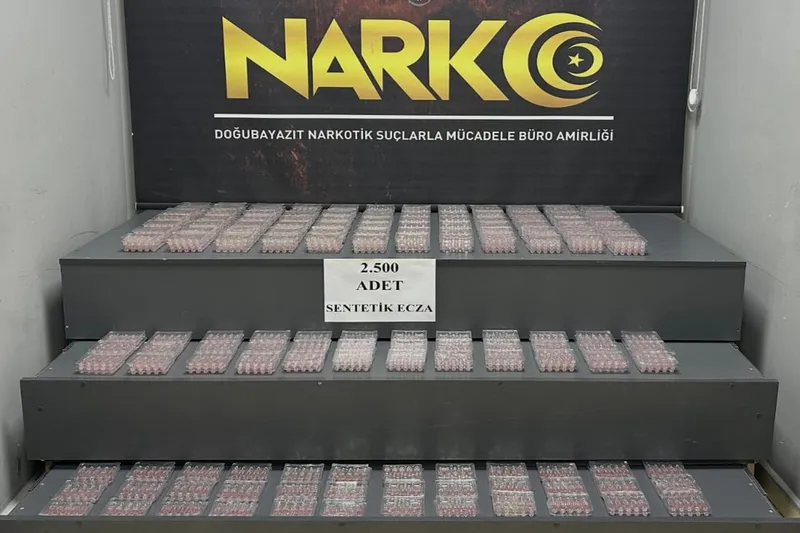 NARKO
DOĞUBAYAZIT NARKOTİK SUÇLARLA MÜCADELE BÜRO AMİRLİĞİ
2.500
ADET
SENTETİK ECZA